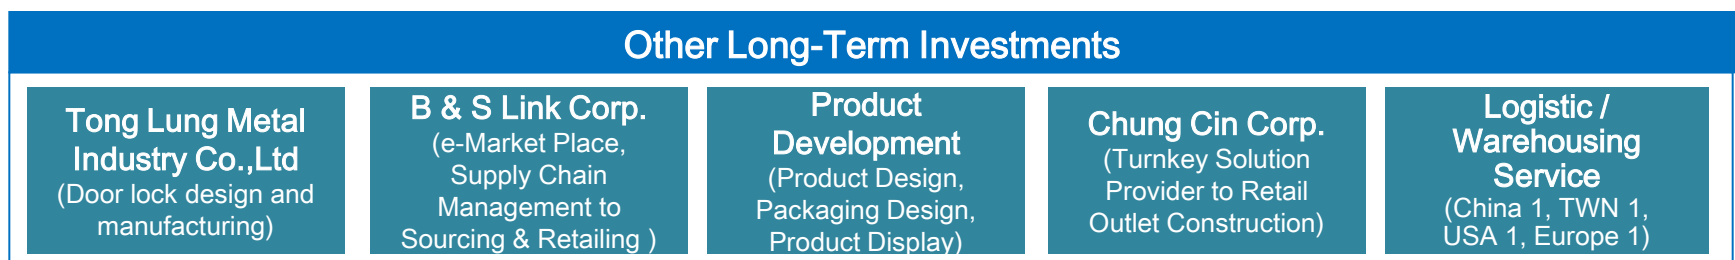 Other Long-Term Investments
Tong Lung Metal
Industry Co.,Ltd
(Door lock design and
manufacturing)
B & S Link Corp.
(e-Market Place,
Supply Chain
Management to
Sourcing & Retailing )
Product
Development
(Product Design,
Packaging Design,
Product Display)
Chung Cin Corp.
(Turnkey Solution
Provider to Retail
Outlet Construction)
Logistic /
Warehousing
Service
(China 1, TWN 1,
USA 1, Europe 1)